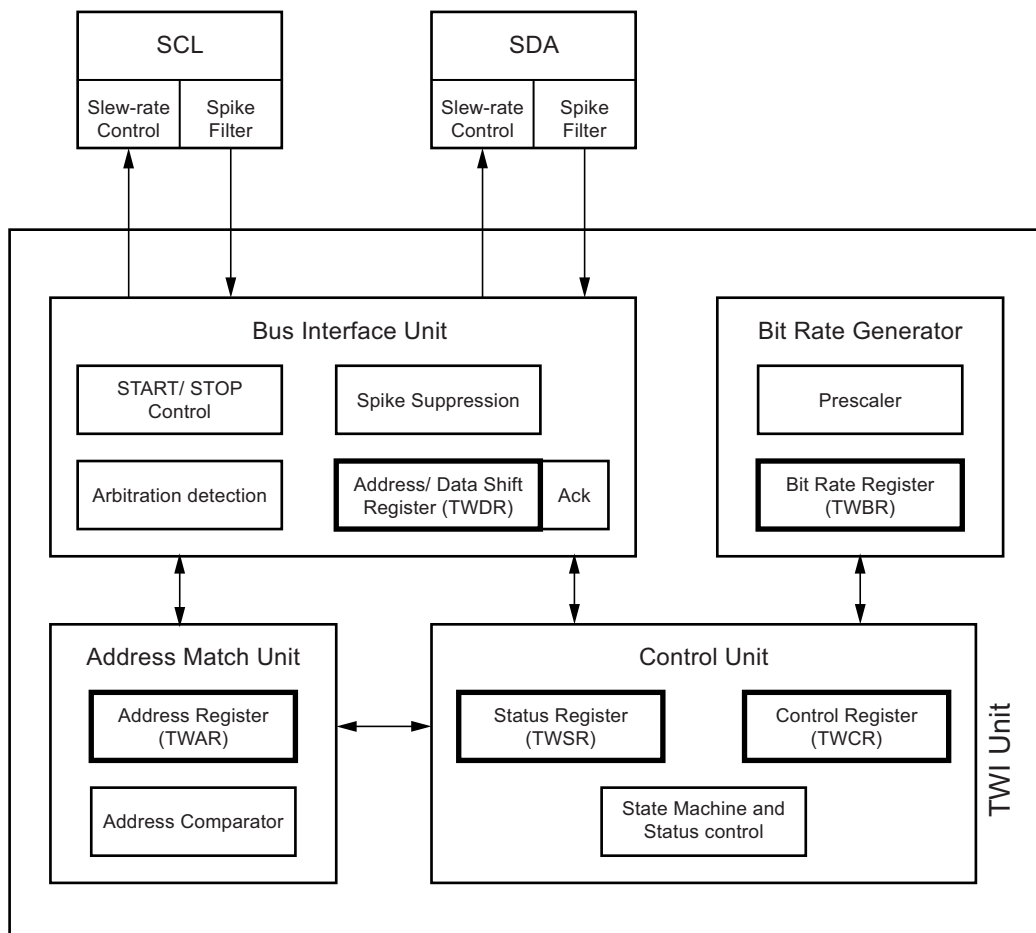 SCL
Slew-rate
Control
Spike
Filter
SDA
Slew-rate
Control
Spike
Filter
Bus Interface Unit
START/ STOP
Control
Spike Suppression
Arbitration detection
Address/ Data Shift
Register (TWDR)
Ack
Bit Rate Generator
Prescaler
Bit Rate Register
(TWBR)
Address Match Unit
Address Register
(TWAR)
Address Comparator
Control Unit
Status Register
(TWSR)
Control Register
(TWCR)
State Machine and
Status control
TWI Unit